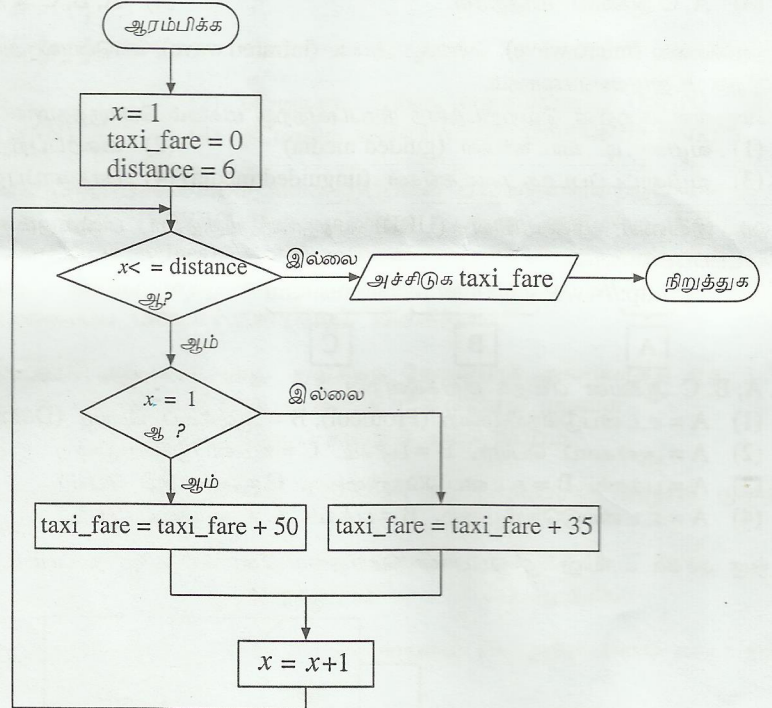 ஆரம்பிக்க
x = 1
taxi_fare = 0
distance = 6
x< = distance
ஆ?
இல்லை
அச்சிடுக taxi_fare
நிறுத்துக
ஆம்
x = 1
ஆ ?
இல்லை
ஆம்
taxi_fare = taxi_fare + 50
taxi_fare = taxi_fare + 35
x = x+1